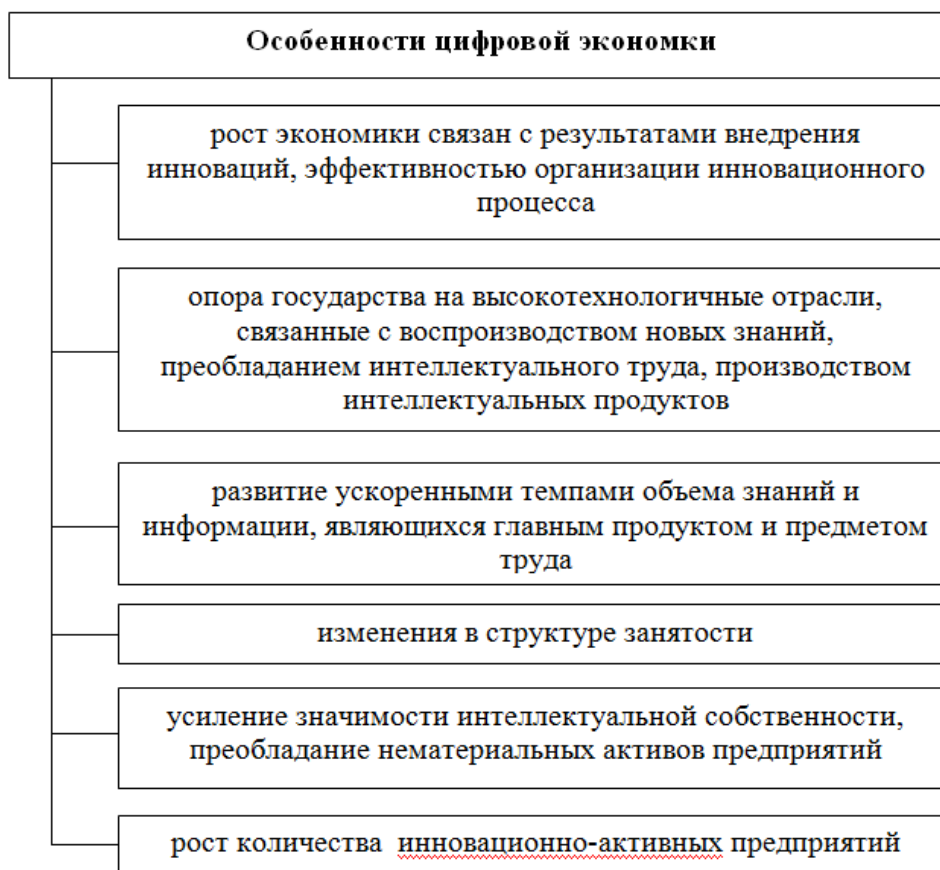 Особенности цифровой экономки
рост экономики связан с результатами внедрения
инноваций, эффективностью организации инновационного
процесса
опора государства на высокотехнологичные отрасли,
связанные с воспроизводством новых знаний,
преобладанием интеллектуального труда, производством
интеллектуальных продуктов
развитие ускоренными темпами объема знаний и
информации, являющихся главным продуктом и предметом
труда
изменения в структуре занятости
усиление значимости интеллектуальной собственности,
преобладание нематериальных активов предприятий
рост количества инновационно-активных предприятий